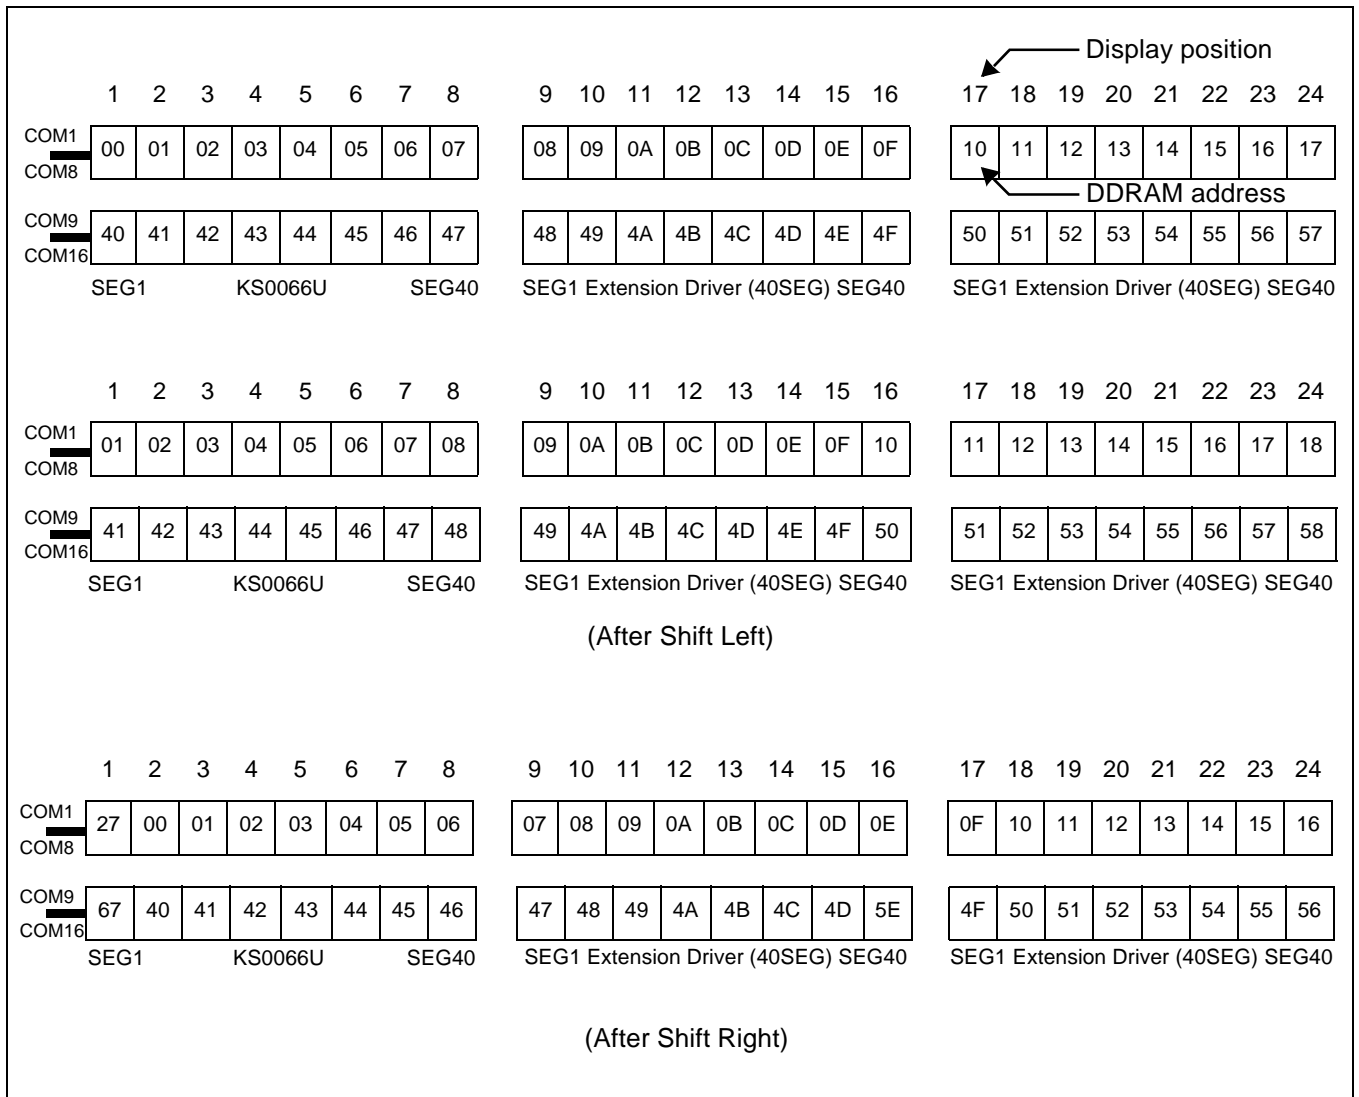 Display position
1 2 3 4 5 6 7 8 9 10 11 12 13 14 15 16 17 18 19 20 21 22 23 24
COM1
00 01 02 03 04 05 06 07 08 09 0A 0B 0C 0D 0E 0F 10 11 12 13 14 15 16 17
COM8
DDRAM address
COM9
40 41 42 43 44 45 46 47 48 49 4A 4B 4C 4D 4E 4F 50 51 52 53 54 55 56 57
COM16
SEG1 KS0066U SEG40 SEG1 Extension Driver (40SEG) SEG40 SEG1 Extension Driver (40SEG) SEG40
1 2 3 4 5 6 7 8 9 10 11 12 13 14 15 16 17 18 19 20 21 22 23 24
COM1
01 02 03 04 05 06 07 08 09 0A 0B 0C 0D 0E 0F 10 11 12 13 14 15 16 17 18
COM8
COM9
41 42 43 44 45 46 47 48 49 4A 4B 4C 4D 4E 4F 50 51 52 53 54 55 56 57 58
COM16
SEG1 KS0066U SEG40 SEG1 Extension Driver (40SEG) SEG40 SEG1 Extension Driver (40SEG) SEG40
(After Shift Left)
1 2 3 4 5 6 7 8 9 10 11 12 13 14 15 16 17 18 19 20 21 22 23 24
COM1
27 00 01 02 03 04 05 06 07 08 09 0A 0B 0C 0D 0E 0F 10 11 12 13 14 15 16
COM8
COM9
67 40 41 42 43 44 45 46 47 48 49 4A 4B 4C 4D 5E 4F 50 51 52 53 54 55 56
COM16
SEG1 KS0066U SEG40 SEG1 Extension Driver (40SEG) SEG40 SEG1 Extension Driver (40SEG) SEG40
(After Shift Right)